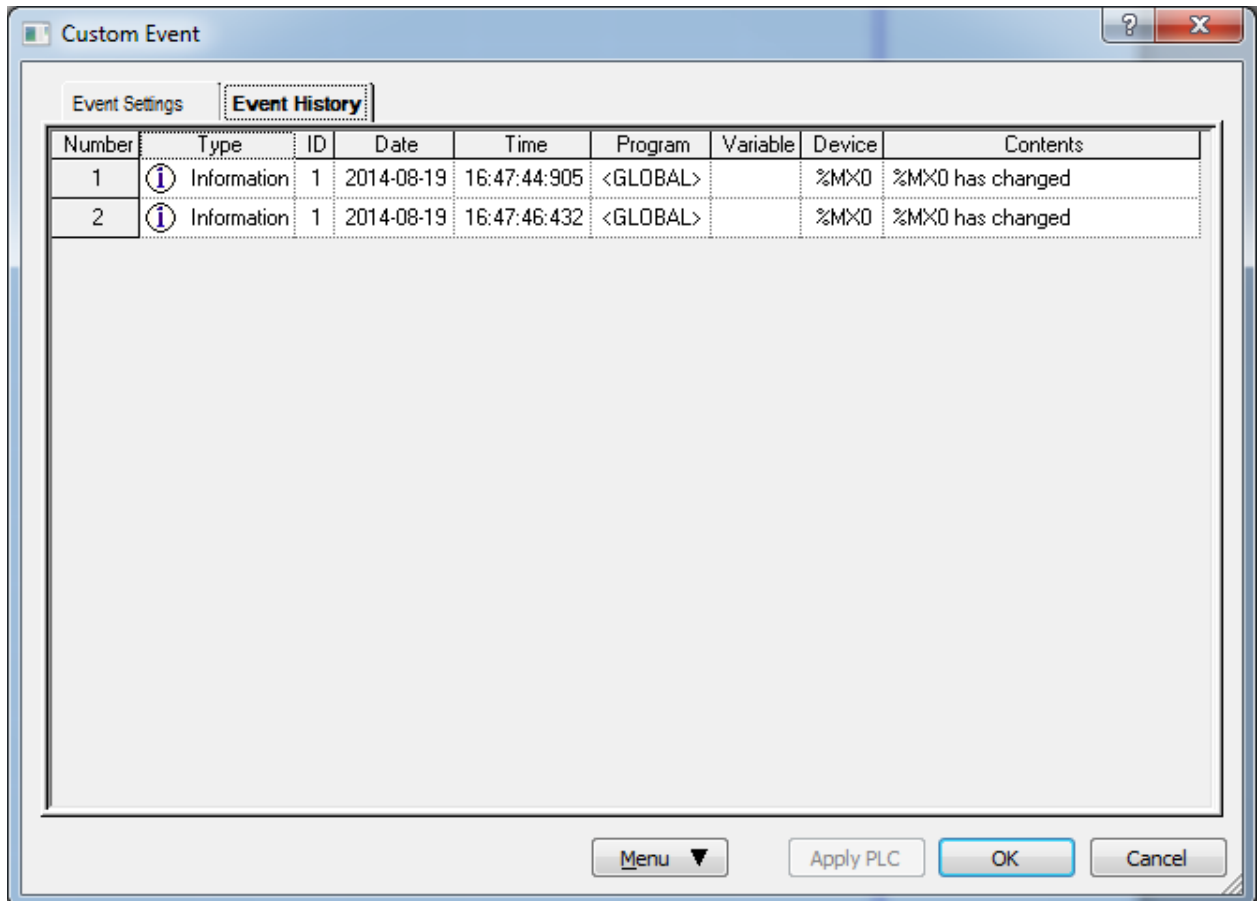 Custom Event
Event Settings Event History
Number Type ID Date Time Program Variable Device Contents
1 Information 1 2014-08-19 16:47:44:905 <GLOBAL> %MX0 %MX0 has changed
2 Information 1 2014-08-19 16:47:46:432 <GLOBAL> %MX0 %MX0 has changed
Menu ▼ Apply PLC OK Cancel